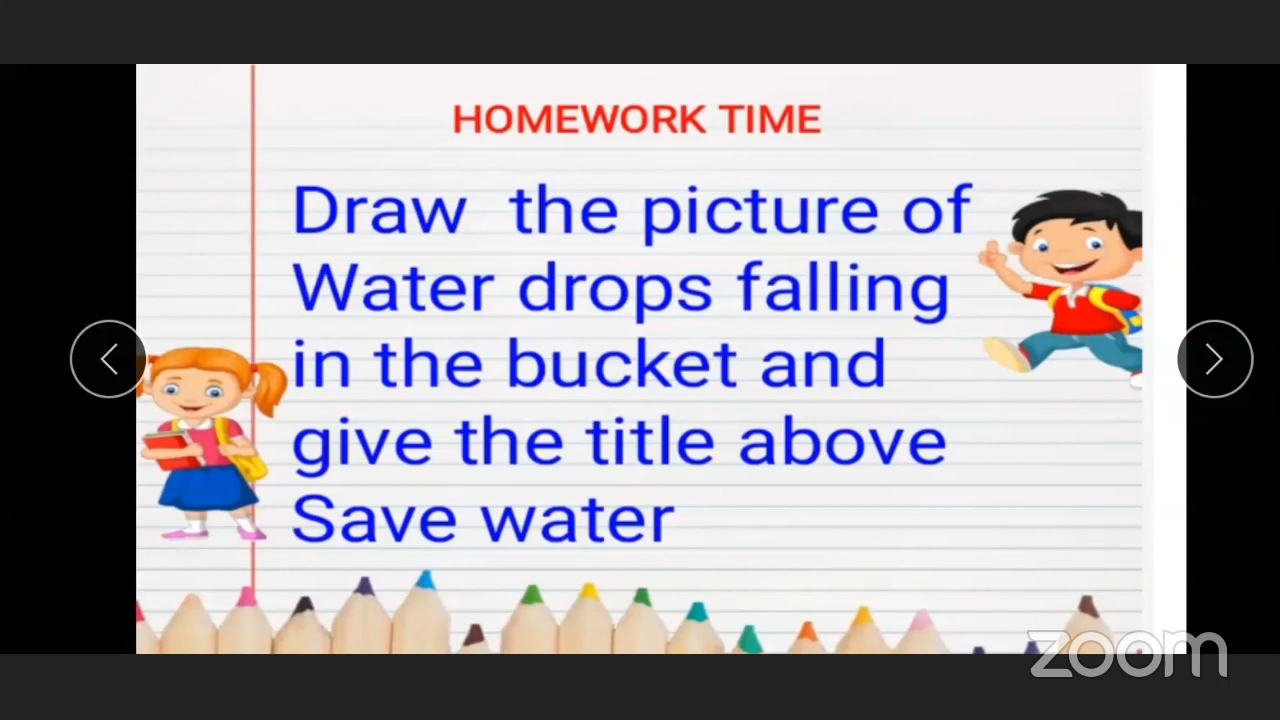 HOMEWORK TIME
Draw the picture of
Water drops falling
in the bucket and
give the title above
Save water
zoom